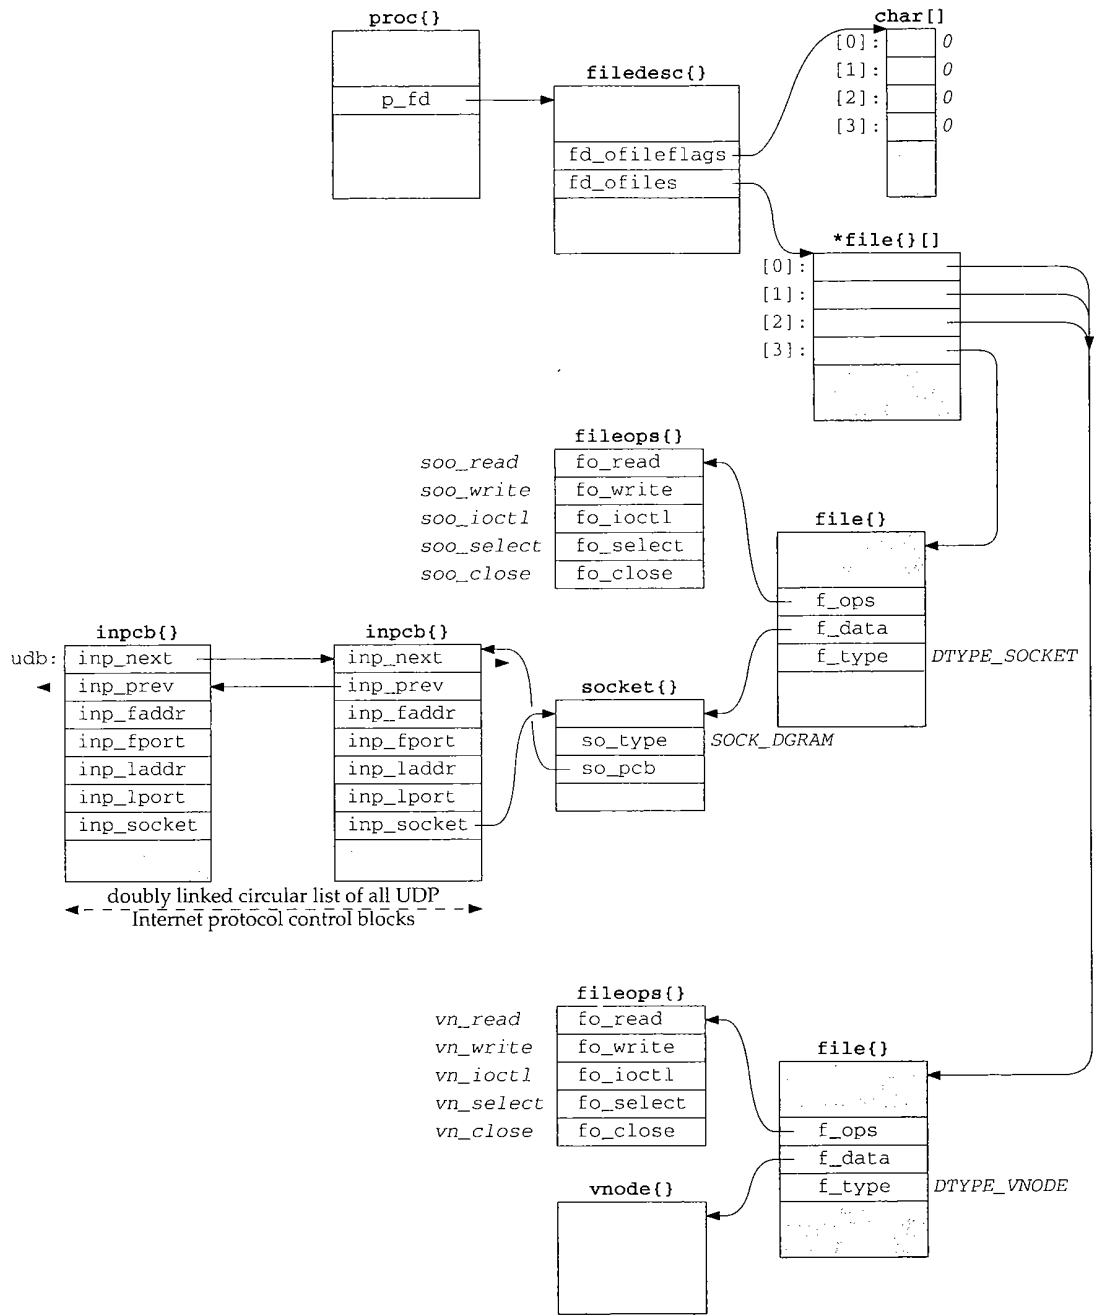 proc{}
p_fd
filedesc{}
fd_ofileflags
fd_ofiles
char[]
[0]: 0
[1]: 0
[2]: 0
[3]: 0
*file{}[]
[0]:
[1]:
[2]:
[3]:
fileops{}
soo_read fo_read
soo_write fo_write
soo_ioctl fo_ioctl
soo_select fo_select
soo_close fo_close
file{}
f_ops
f_data
f_type DTYPE_SOCKET
inpcb{}
udb: inp_next
inp_prev
inp_faddr
inp_fport
inp_laddr
inp_lport
inp_socket
inpcb{}
inp_next
inp_prev
inp_faddr
inp_fport
inp_laddr
inp_lport
inp_socket
socket{}
so_type SOCK_DGRAM
so_pcb
doubly linked circular list of all UDP
Internet protocol control blocks
fileops{}
vn_read fo_read
vn_write fo_write
vn_ioctl fo_ioctl
vn_select fo_select
vn_close fo_close
file{}
f_ops
f_data
f_type DTYPE_VNODE
vnode{}